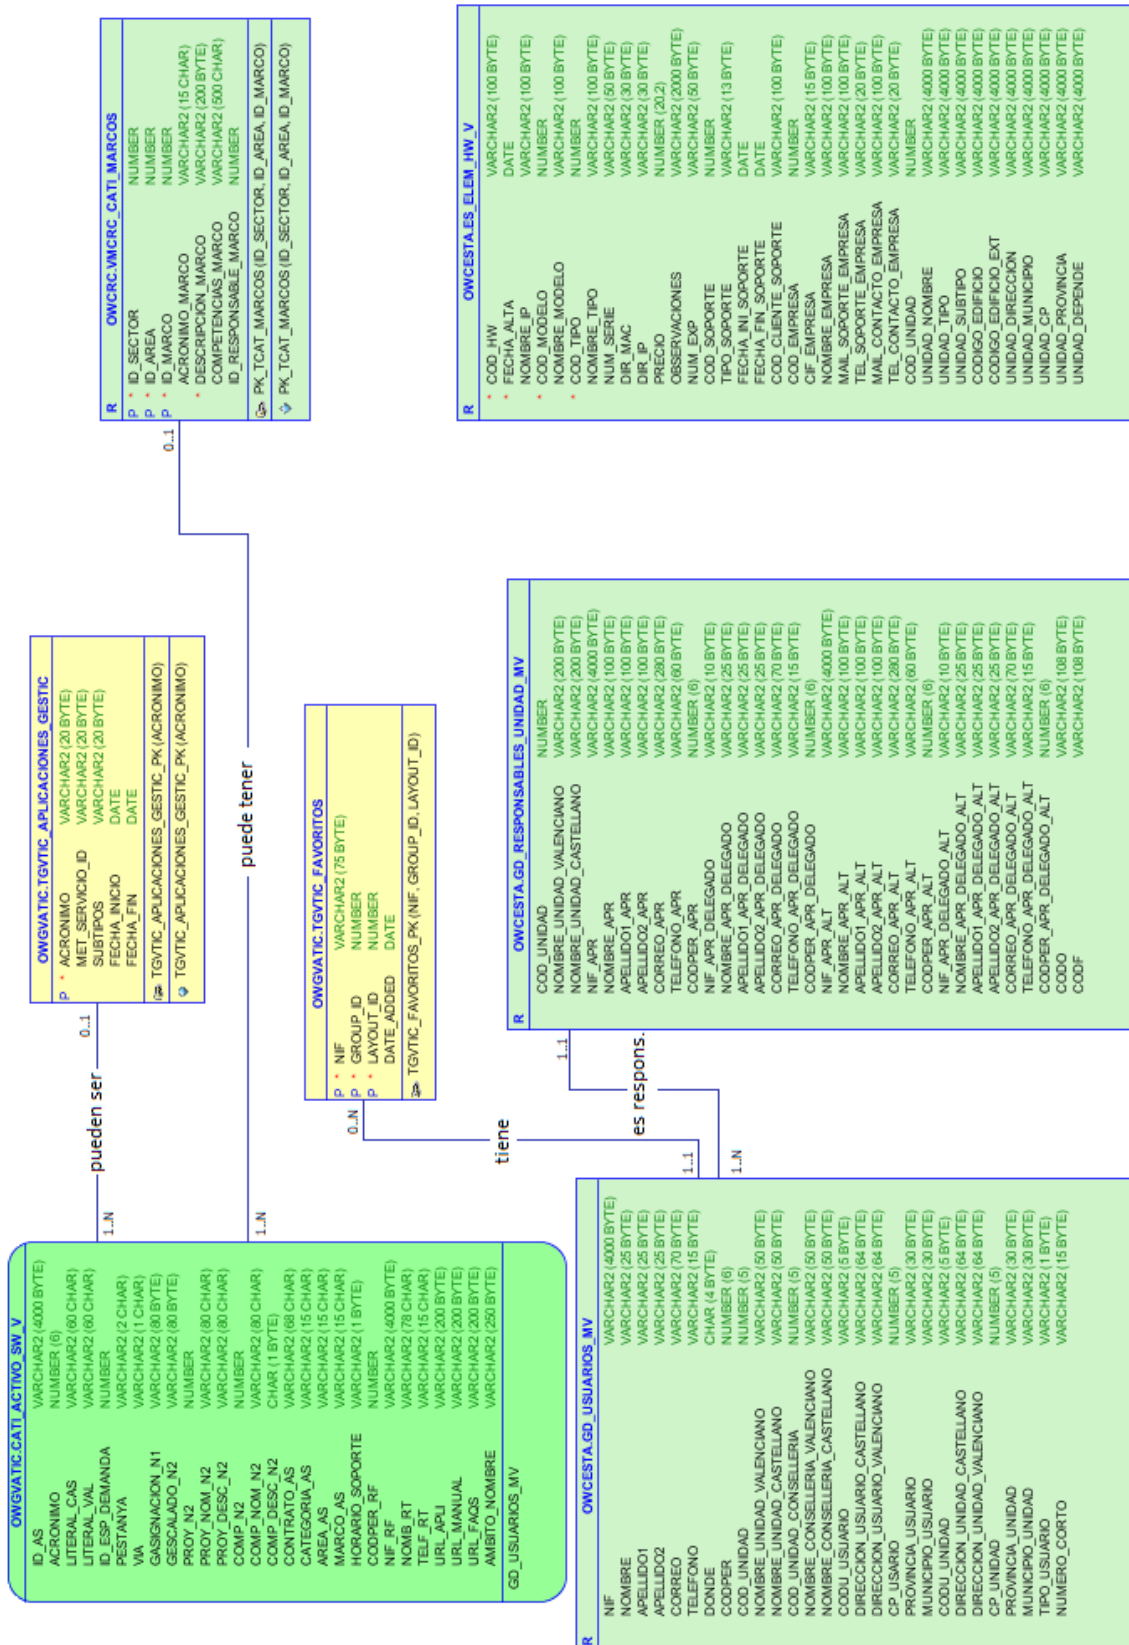 OWGVATIC.CATI_ACTIVO_SW_V
ID_AS VARCHAR2 (4000 BYTE)
ACRONIMO NUMBER (6)
LITERAL_CAS VARCHAR2 (60 CHAR)
LITERAL_VAL VARCHAR2 (60 CHAR)
ID_ESP_DEMANDA NUMBER
PESTANYA VARCHAR2 (2 CHAR)
VIA VARCHAR2 (1 CHAR)
GASIGNACION_N1 VARCHAR2 (80 BYTE)
GESCALADO_N2 VARCHAR2 (80 BYTE)
PROY_N2 NUMBER
PROY_NOM_N2 VARCHAR2 (80 CHAR)
PROY_DESC_N2 VARCHAR2 (80 CHAR)
COMP_N2 NUMBER
COMP_NOM_N2 VARCHAR2 (80 CHAR)
COMP_DESC_N2 CHAR (1 BYTE)
CONTRATO_AS VARCHAR2 (68 CHAR)
CATEGORIA_AS VARCHAR2 (15 CHAR)
AREA_AS VARCHAR2 (15 CHAR)
MARCO_AS VARCHAR2 (15 CHAR)
HORARIO_SOPORTE VARCHAR2 (1 BYTE)
CODPER_RF NUMBER
NIF_RF VARCHAR2 (4000 BYTE)
NOMB_RT VARCHAR2 (78 CHAR)
TELF_RT VARCHAR2 (15 CHAR)
URL_APLI VARCHAR2 (200 BYTE)
URL_MANUAL VARCHAR2 (200 BYTE)
URL_FAQS VARCHAR2 (200 BYTE)
AMBITO_NOMBRE VARCHAR2 (250 BYTE)
GD_USUARIOS_MV
1..N
pueden ser
0..1
OWGVATIC.TGVTIC_APLICACIONES_GESTIC
P * ACRONIMO VARCHAR2 (20 BYTE)
MET_SERVICIO_ID VARCHAR2 (20 BYTE)
SUBTIPOS VARCHAR2 (20 BYTE)
FECHA_INICIO DATE
FECHA_FIN DATE
TGVTIC_APLICACIONES_GESTIC_PK (ACRONIMO)
TGVTIC_APLICACIONES_GESTIC_PK (ACRONIMO)
1..N
puede tener
0..1
R OWCRC.VMCRC_CATI_MARCOS
P * ID_SECTOR NUMBER
P * ID_AREA NUMBER
P * ID_MARCO NUMBER
ACRONIMO_MARCO VARCHAR2 (15 CHAR)
* DESCRIPCION_MARCO VARCHAR2 (200 BYTE)
COMPETENCIAS_MARCO VARCHAR2 (500 CHAR)
ID_RESPONSABLE_MARCO NUMBER
PK_TCAT_MARCOS (ID_SECTOR, ID_AREA, ID_MARCO)
PK_TCAT_MARCOS (ID_SECTOR, ID_AREA, ID_MARCO)
OWGVATIC.TGVTIC_FAVORITOS
P * NIF VARCHAR2 (75 BYTE)
P * GROUP_ID NUMBER
P * LAYOUT_ID NUMBER
DATE_ADDED DATE
TGVTIC_FAVORITOS_PK (NIF, GROUP_ID, LAYOUT_ID)
0..N
tiene
1..1
1..1
es respons.
1..N
R OWCESTA.GD_USUARIOS_MV
NIF VARCHAR2 (4000 BYTE)
NOMBRE VARCHAR2 (25 BYTE)
APELLIDO1 VARCHAR2 (25 BYTE)
APELLIDO2 VARCHAR2 (25 BYTE)
CORREO VARCHAR2 (70 BYTE)
TELEFONO VARCHAR2 (15 BYTE)
DONDE CHAR (4 BYTE)
CODPER NUMBER (6)
COD_UNIDAD NUMBER (5)
NOMBRE_UNIDAD_VALENCIANO VARCHAR2 (50 BYTE)
NOMBRE_UNIDAD_CASTELLANO VARCHAR2 (50 BYTE)
COD_UNIDAD_CONSELLERIA NUMBER (5)
NOMBRE_CONSELLERIA_VALENCIANO VARCHAR2 (50 BYTE)
NOMBRE_CONSELLERIA_CASTELLANO VARCHAR2 (50 BYTE)
CODU_USUARIO VARCHAR2 (5 BYTE)
DIRECCION_USUARIO_CASTELLANO VARCHAR2 (64 BYTE)
DIRECCION_USUARIO_VALENCIANO VARCHAR2 (64 BYTE)
CP_USARIO NUMBER (5)
PROVINCIA_USUARIO VARCHAR2 (30 BYTE)
MUNICIPIO_USUARIO VARCHAR2 (30 BYTE)
CODU_UNIDAD VARCHAR2 (5 BYTE)
DIRECCION_UNIDAD_CASTELLANO VARCHAR2 (64 BYTE)
DIRECCION_UNIDAD_VALENCIANO VARCHAR2 (64 BYTE)
CP_UNIDAD NUMBER (5)
PROVINCIA_UNIDAD VARCHAR2 (30 BYTE)
MUNICIPIO_UNIDAD VARCHAR2 (30 BYTE)
TIPO_USUARIO VARCHAR2 (1 BYTE)
NUMERO_CORTO VARCHAR2 (15 BYTE)
R OWCESTA.GD_RESPONSABLES_UNIDAD_MV
COD_UNIDAD NUMBER
NOMBRE_UNIDAD_VALENCIANO VARCHAR2 (200 BYTE)
NOMBRE_UNIDAD_CASTELLANO VARCHAR2 (200 BYTE)
NIF_APR VARCHAR2 (4000 BYTE)
NOMBRE_APR VARCHAR2 (100 BYTE)
APELLIDO1_APR VARCHAR2 (100 BYTE)
APELLIDO2_APR VARCHAR2 (100 BYTE)
CORREO_APR VARCHAR2 (280 BYTE)
TELEFONO_APR VARCHAR2 (60 BYTE)
CODPER_APR NUMBER (6)
NIF_APR_DELEGADO VARCHAR2 (10 BYTE)
NOMBRE_APR_DELEGADO VARCHAR2 (25 BYTE)
APELLIDO1_APR_DELEGADO VARCHAR2 (25 BYTE)
APELLIDO2_APR_DELEGADO VARCHAR2 (25 BYTE)
CORREO_APR_DELEGADO VARCHAR2 (70 BYTE)
TELEFONO_APR_DELEGADO VARCHAR2 (15 BYTE)
CODPER_APR_DELEGADO NUMBER (6)
NIF_APR_ALT VARCHAR2 (4000 BYTE)
NOMBRE_APR_ALT VARCHAR2 (100 BYTE)
APELLIDO1_APR_ALT VARCHAR2 (100 BYTE)
APELLIDO2_APR_ALT VARCHAR2 (100 BYTE)
CORREO_APR_ALT VARCHAR2 (280 BYTE)
TELEFONO_APR_ALT VARCHAR2 (60 BYTE)
CODPER_APR_ALT NUMBER (6)
NIF_APR_DELEGADO_ALT VARCHAR2 (10 BYTE)
NOMBRE_APR_DELEGADO_ALT VARCHAR2 (25 BYTE)
APELLIDO1_APR_DELEGADO_ALT VARCHAR2 (25 BYTE)
APELLIDO2_APR_DELEGADO_ALT VARCHAR2 (25 BYTE)
CORREO_APR_DELEGADO_ALT VARCHAR2 (70 BYTE)
TELEFONO_APR_DELEGADO_ALT VARCHAR2 (15 BYTE)
CODPER_APR_DELEGADO_ALT NUMBER (6)
CODO VARCHAR2 (108 BYTE)
CODF VARCHAR2 (108 BYTE)
R OWCESTA.ES_ELEM_HW_V
* COD_HW VARCHAR2 (100 BYTE)
* FECHA_ALTA DATE
NOMBRE_IP VARCHAR2 (100 BYTE)
* COD_MODELO NUMBER
NOMBRE_MODELO VARCHAR2 (100 BYTE)
* COD_TIPO NUMBER
NOMBRE_TIPO VARCHAR2 (100 BYTE)
NUM_SERIE VARCHAR2 (50 BYTE)
DIR_MAC VARCHAR2 (30 BYTE)
DIR_IP VARCHAR2 (30 BYTE)
PRECIO NUMBER (20,2)
OBSERVACIONES VARCHAR2 (2000 BYTE)
NUM_EXP VARCHAR2 (50 BYTE)
COD_SOPORTE NUMBER
TIPO_SOPORTE VARCHAR2 (13 BYTE)
FECHA_INI_SOPORTE DATE
FECHA_FIN_SOPORTE DATE
COD_CLIENTE_SOPORTE VARCHAR2 (100 BYTE)
COD_EMPRESA NUMBER
CIF_EMPRESA VARCHAR2 (15 BYTE)
NOMBRE_EMPRESA VARCHAR2 (100 BYTE)
MAIL_SOPORTE_EMPRESA VARCHAR2 (100 BYTE)
TEL_SOPORTE_EMPRESA VARCHAR2 (20 BYTE)
MAIL_CONTACTO_EMPRESA VARCHAR2 (100 BYTE)
TEL_CONTACTO_EMPRESA VARCHAR2 (20 BYTE)
COD_UNIDAD NUMBER
UNIDAD_NOMBRE VARCHAR2 (4000 BYTE)
UNIDAD_TIPO VARCHAR2 (4000 BYTE)
UNIDAD_SUBTIPO VARCHAR2 (4000 BYTE)
CODIGO_EDIFICIO VARCHAR2 (4000 BYTE)
CODIGO_EDIFICIO_EXT VARCHAR2 (4000 BYTE)
UNIDAD_DIRECCION VARCHAR2 (4000 BYTE)
UNIDAD_MUNICIPIO VARCHAR2 (4000 BYTE)
UNIDAD_CP VARCHAR2 (4000 BYTE)
UNIDAD_PROVINCIA VARCHAR2 (4000 BYTE)
UNIDAD_DEPENDE VARCHAR2 (4000 BYTE)